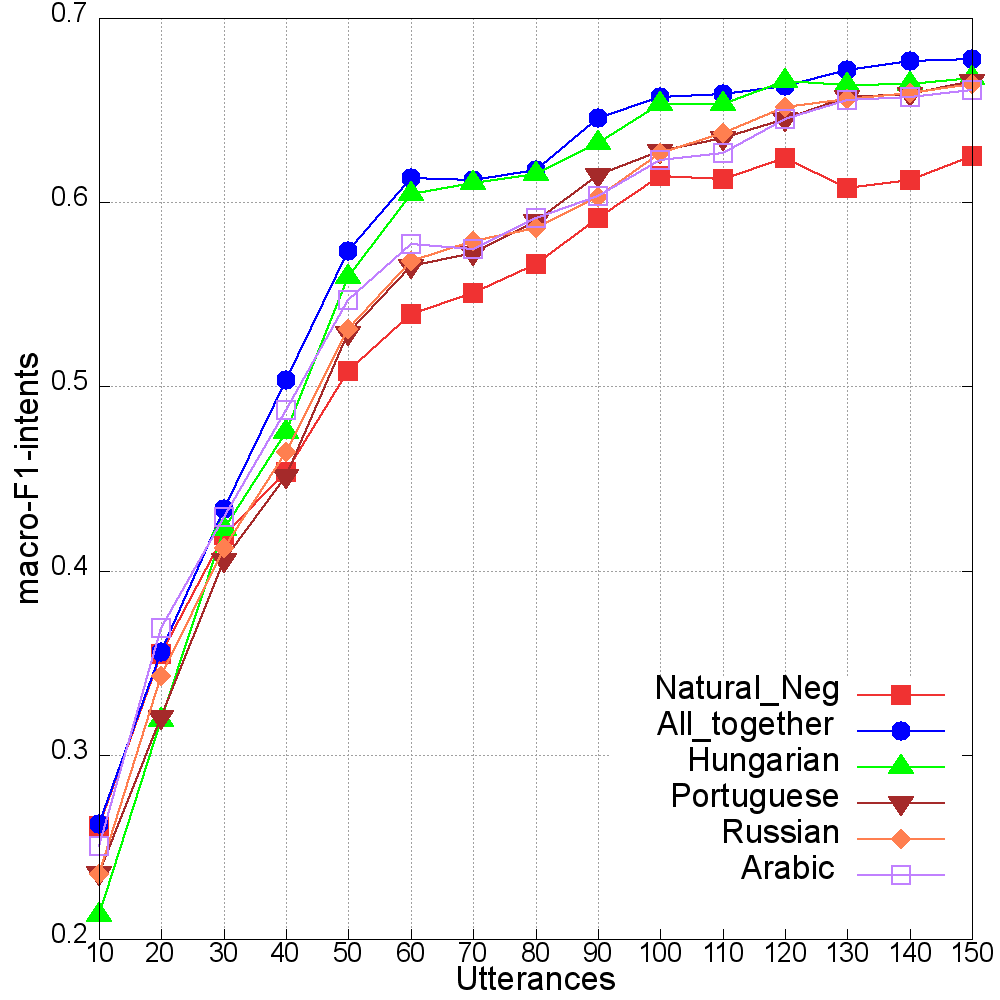 0.7
0.6
0.5
0.4
0.3
0.2
macro-F1-intents
Natural_Neg
All_together
Hungarian
Portuguese
Russian
Arabic
10 20 30 40 50 60 70 80 90 100 110 120 130 140 150
Utterances